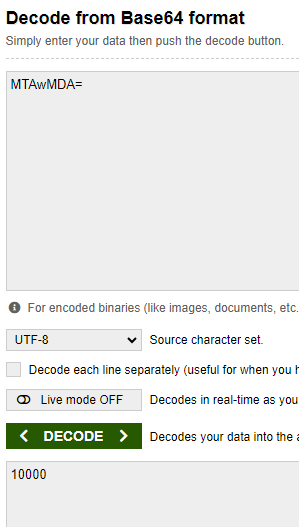 Decode from Base64 format
Simply enter your data then push the decode button.
MTAwMDA=
For encoded binaries (like images, documents, etc.
UTF-8 Source character set.
Decode each line separately (useful for when you h
Live mode OFF Decodes in real-time as you
< DECODE > Decodes your data into the a
10000